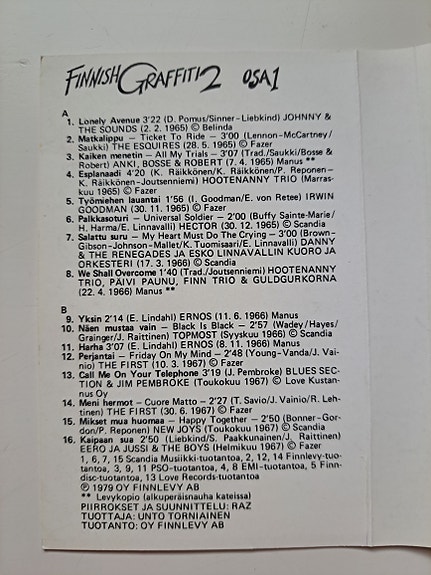 FINNISH GRAFFITI 2 OSA 1
A
1. Lonely Avenue 3'22 (D. Pomus/Sinner-Liebkind) JOHNNY &
THE SOUNDS (2. 2. 1965) © Belinda
2. Matkalippu — Ticket To Ride — 3'00 (Lennon-McCartney/
Saukki) THE ESQUIRES (28. 5. 1965) © Fazer
3. Kaiken menetin — All My Trials — 3'07 (Trad./Saukki/Bosse &
Robert) ANKI, BOSSE & ROBERT (7. 4. 1965) Manus **
4. Esplanaadi 4'20 (K. Räikkönen/K. Räikkönen/P. Reponen–
K. Räikkönen-Joutsenniemi) HOOTENANNY TRIO (Marras-
kuu 1965) © Fazer
5. Työmiehen lauantai 1'56 (I. Goodman/E. von Retee) IRWIN
GOODMAN (30. 11. 1965) © Fazer
6. Palkkasoturi — Universal Soldier — 2'00 (Buffy Sainte-Marie/
H. Harma/E. Linnavalli) HECTOR (30. 12. 1965) © Scandia
7. Salattu suru — My Heart Must Do The Crying — 3'00 (Brown-
Gibson-Johnson-Mallet/K. Tuomisaari/E. Linnavalli) DANNY
& THE RENEGADES JA ESKO LINNAVALLIN KUORO JA
ORKESTERI (17. 3. 1966) © Scandia
8. We Shall Overcome 1'40 (Trad./Joutsenniemi) HOOTENANNY
TRIO, PÄIVI PAUNU, FINN TRIO & GULDGURKORNA
(22. 4. 1966) Manus **
B
9. Yksin 2'14 (E. Lindahl) ERNOS (11. 6. 1966) Manus
10. Näen mustaa vain — Black Is Black — 2'57 (Wadey/Hayes/
Grainger/J. Raittinen) TOPMOST (Syyskuu 1966) © Scandia
11. Harha 3'07 (E. Lindahl) ERNOS (8. 11. 1966) Manus
12. Perjantai — Friday On My Mind — 2'48 (Young-Vanda/J. Vai-
nio) THE FIRST (10. 3. 1967) © Fazer
13. Call Me On Your Telephone 3'19 (J. Pembroke) BLUES SEC-
TION & JIM PEMBROKE (Toukokuu 1967) © Love Kustan-
nus Oy
14. Meni hermot — Cuore Matto — 2'27 (T. Savio/J. Vainio/R. Leh-
tinen) THE FIRST (30. 6. 1967) © Fazer
15. Mikset mua huomaa — Happy Together — 2'50 (Bonner-Gor-
don/P. Reponen) NEW JOYS (Toukokuu 1967) © Scandia
16. Kaipaan sua 2'50 (Liebkind/S. Paakkunainen/J. Raittinen)
EERO JA JUSSI & THE BOYS (Helmikuu 1967) © Fazer
1, 6, 7, 15 Scandia Musiikki-tuotantoa, 2, 12, 14 Finnlevy-tuo-
tantoa, 3, 9, 11 PSO-tuotantoa, 4, 8 EMI-tuotantoa, 5 Finn-
disc-tuotantoa, 13 Love Records-tuotantoa
Ⓟ 1979 OY FINNLEVY AB
** Levykopio (alkuperäisnauha kateissa)
PIIRROKSET JA SUUNNITTELU: RAZ
TUOTTAJA: UNTO TORNIAINEN
TUOTANTO: OY FINNLEVY AB